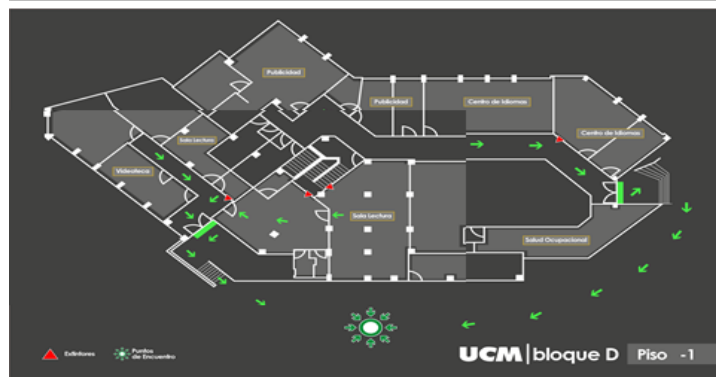 Publicidad
Publicidad
Centro de Idiomas
Centro de Idiomas
Sala Lectura
Videoteca
Sala Lectura
Salud Ocupacional
Extintores
Puntos
de Encuentro
UCM bloque D Piso -1